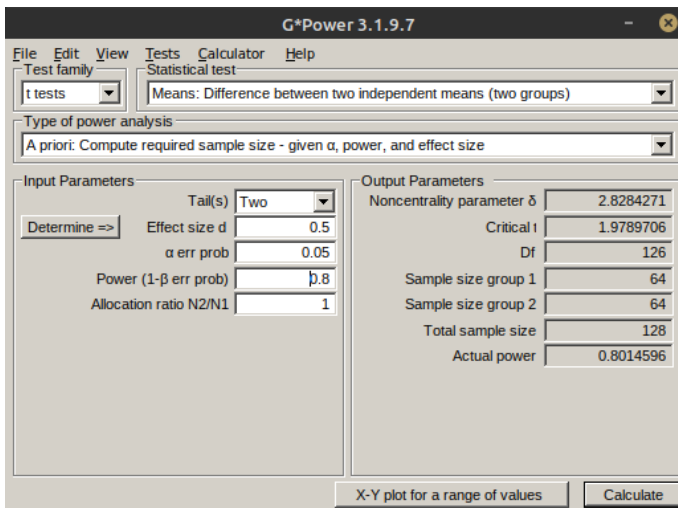 G*Power 3.1.9.7
File Edit View Tests Calculator Help
Test family
t tests
Statistical test
Means: Difference between two independent means (two groups)
Type of power analysis
A priori: Compute required sample size - given α, power, and effect size
Input Parameters
Tail(s) Two
Determine => Effect size d 0.5
α err prob 0.05
Power (1-β err prob) 0.8
Allocation ratio N2/N1 1
Output Parameters
Noncentrality parameter δ 2.8284271
Critical t 1.9789706
Df 126
Sample size group 1 64
Sample size group 2 64
Total sample size 128
Actual power 0.8014596
X-Y plot for a range of values
Calculate